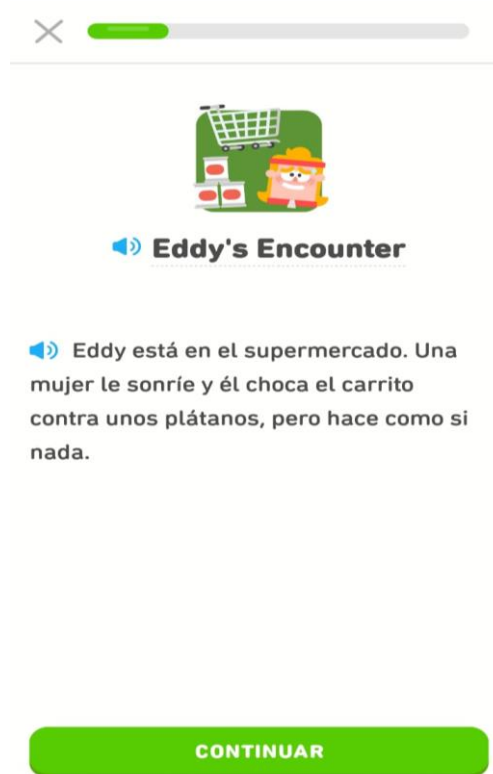 Eddy's Encounter
Eddy está en el supermercado. Una
mujer le sonríe y él choca el carrito
contra unos plátanos, pero hace como si
nada.
CONTINUAR